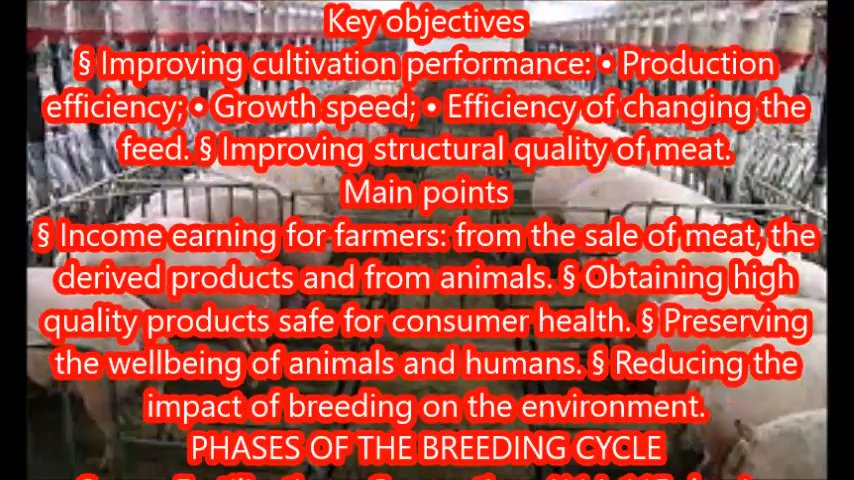 Key objectives
§ Improving cultivation performance: • Production
efficiency; • Growth speed; • Efficiency of changing the
feed. § Improving structural quality of meat.
Main points
§ Income earning for farmers: from the sale of meat, the
derived products and from animals. § Obtaining high
quality products safe for consumer health. § Preserving
the wellbeing of animals and humans. § Reducing the
impact of breeding on the environment.
PHASES OF THE BREEDING CYCLE